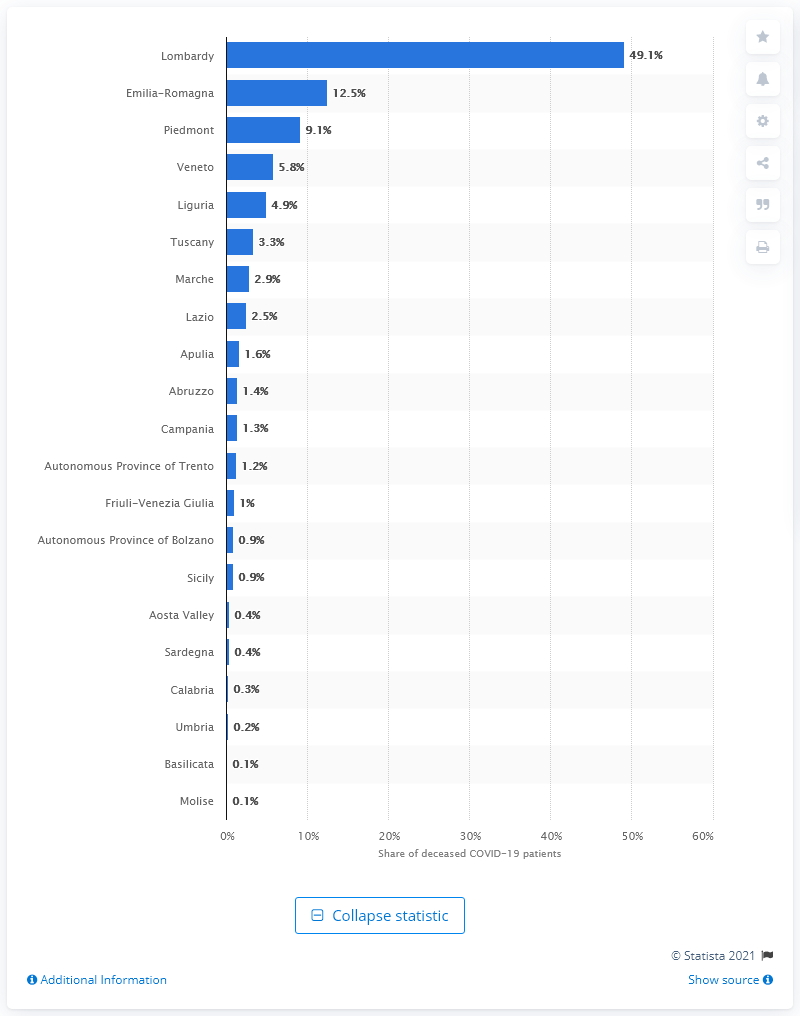 Lombardy 49.1%
Emilia-Romagna 12.5%
Piedmont 9.1%
Veneto 5.8%
Liguria 4.9%
Tuscany 3.3%
Marche 2.9%
Lazio 2.5%
Apulia 1.6%
Abruzzo 1.4%
Campania 1.3%
Autonomous Province of Trento 1.2%
Friuli-Venezia Giulia 1%
Autonomous Province of Bolzano 0.9%
Sicily 0.9%
Aosta Valley 0.4%
Sardegna 0.4%
Calabria 0.3%
Umbria 0.2%
Basilicata 0.1%
Molise 0.1%
0% 10% 20% 30% 40% 50% 60%
Share of deceased COVID-19 patients
Collapse statistic
© Statista 2021
Additional Information Show source